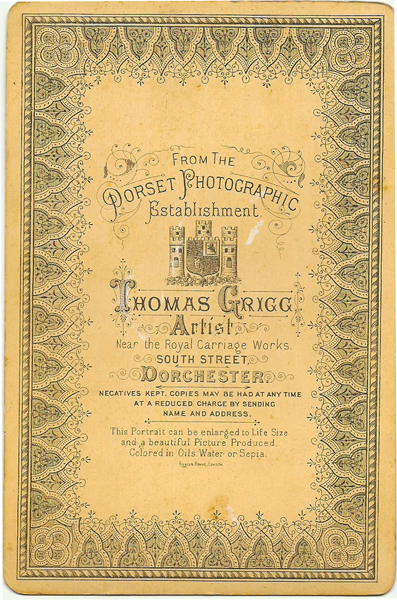 FROM THE
DORSET PHOTOGRAPHIC
Establishment.
THOMAS GRIGG
Artist,
Near the Royal Carriage Works.
SOUTH STREET,
DORCHESTER.
NEGATIVES KEPT, COPIES MAY BE HAD AT ANY TIME
AT A REDUCED CHARGE BY SENDING
NAME AND ADDRESS.
This Portrait can be enlarged to Life Size
and a beautiful Picture Produced,
Colored in Oils, Water or Sepia.